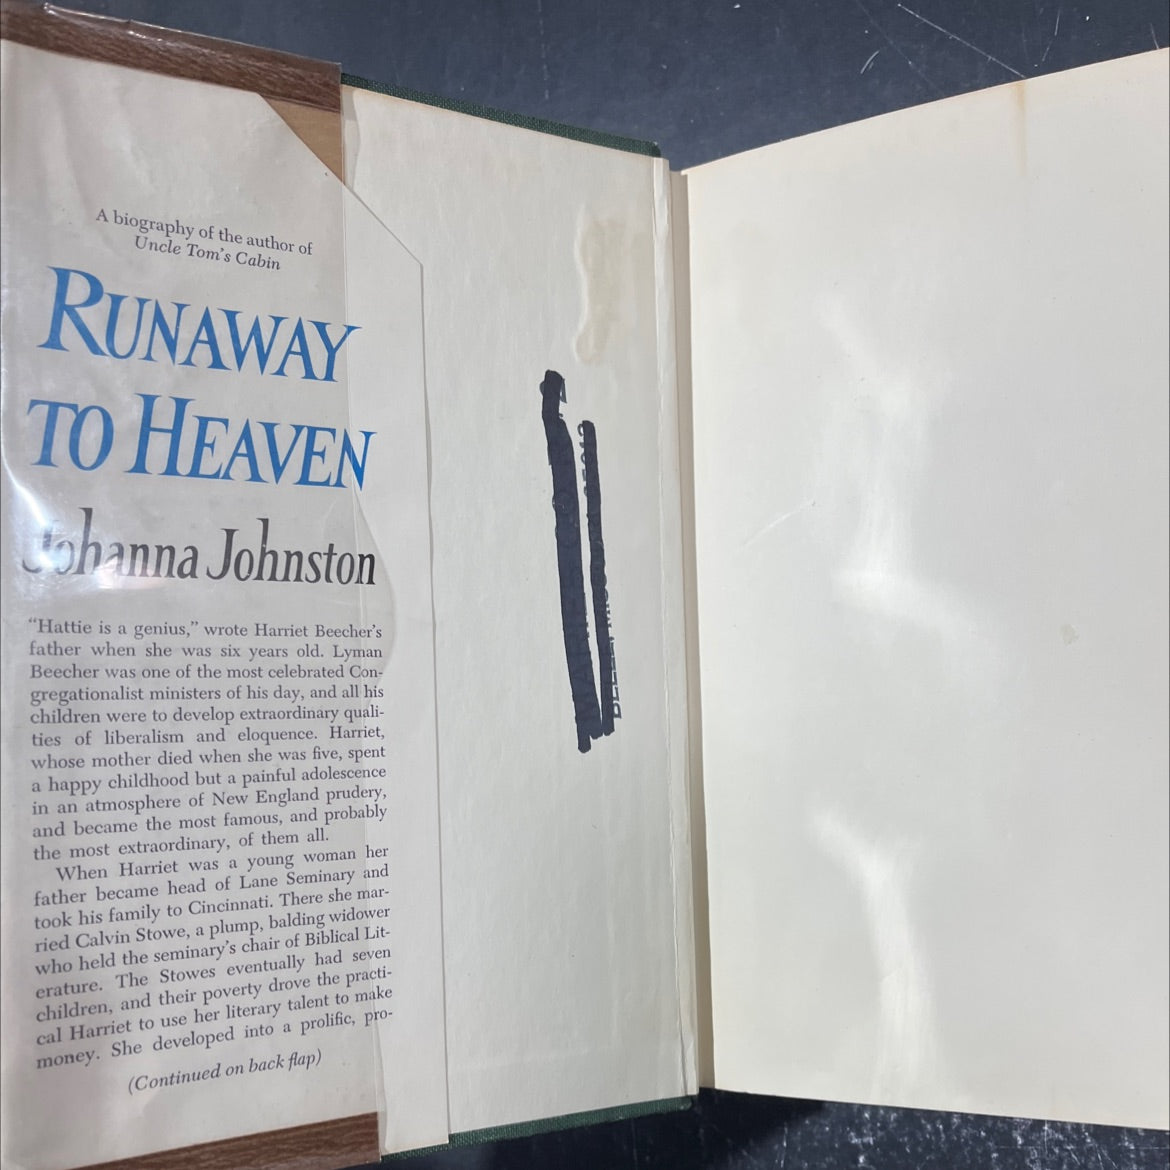 A biography of the author of
Uncle Tom's Cabin
RUNAWAY
TO HEAVEN
Johanna Johnston
"Hattie is a genius," wrote Harriet Beecher's
father when she was six years old. Lyman
Beecher was one of the most celebrated Con-
gregationalist ministers of his day, and all his
children were to develop extraordinary quali-
ties of liberalism and eloquence. Harriet,
whose mother died when she was five, spent
a happy childhood but a painful adolescence
in an atmosphere of New England prudery,
and became the most famous, and probably
the most extraordinary, of them all.
When Harriet was a young woman her
father became head of Lane Seminary and
took his family to Cincinnati. There she mar-
ried Calvin Stowe, a plump, balding widower
who held the seminary's chair of Biblical Lit-
erature. The Stowes eventually had seven
children, and their poverty drove the practi-
cal Harriet to use her literary talent to make
money. She developed into a prolific, pro-
(Continued on back flap)